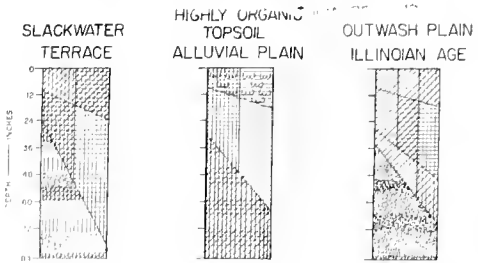 SLACKWATER
TERRACE
HIGHLY ORGANIC
TOPSOIL
ALLUVIAL PLAIN
OUTWASH PLAIN
ILLINOIAN AGE
0
12
24
36
48
60
INCHES